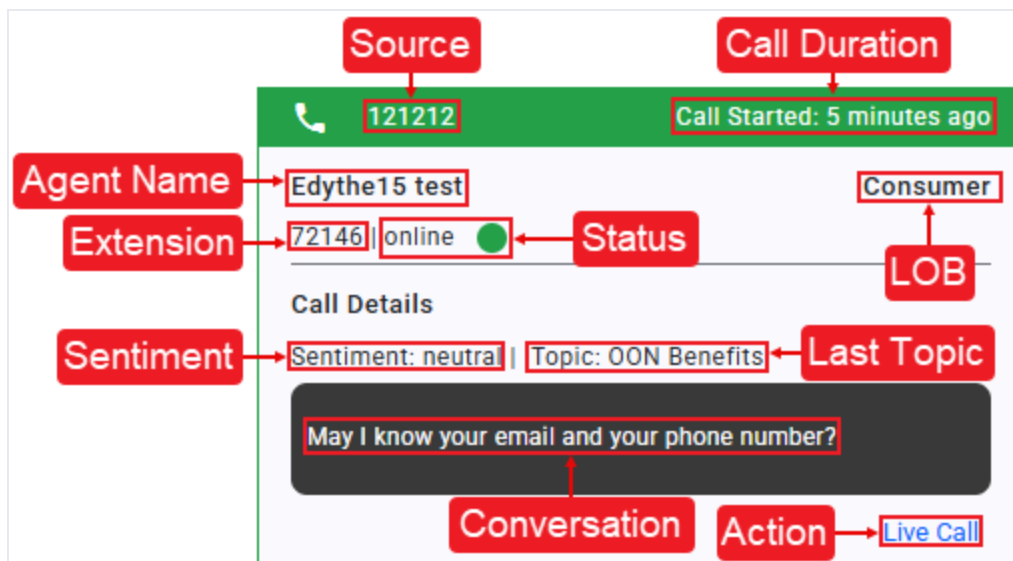 Source Call Duration
121212 Call Started: 5 minutes ago
Agent Name Edythe15 test Consumer
Extension 72146 | online Status
LOB
Call Details
Sentiment Sentiment: neutral | Topic: OON Benefits Last Topic
May I know your email and your phone number?
Conversation Action Live Call